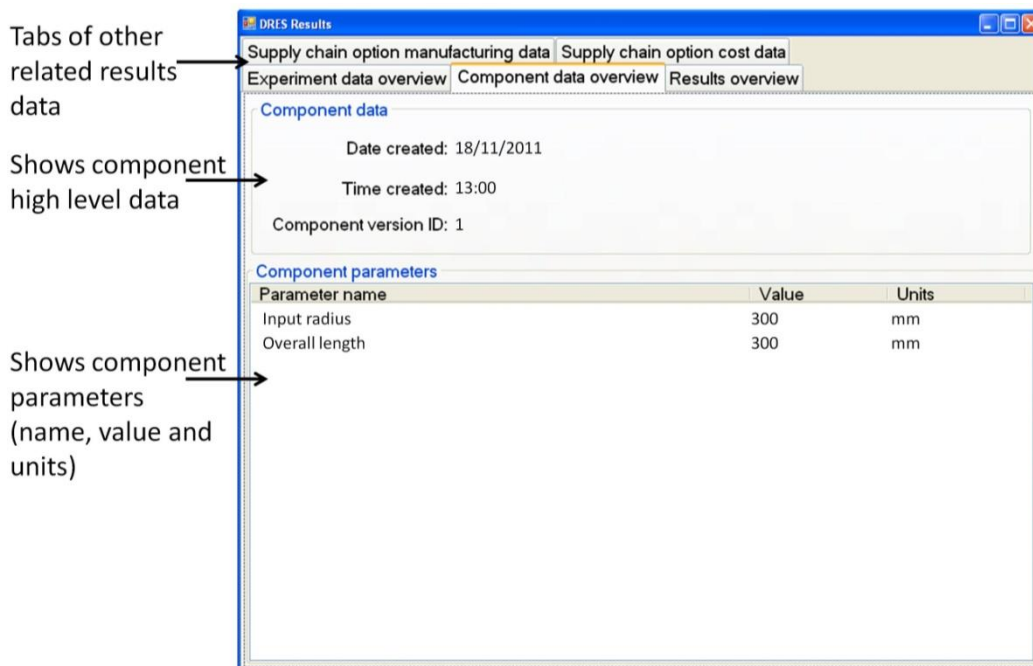 Tabs of other
related results
data
Shows component
high level data
Shows component
parameters
(name, value and
units)
DRES Results
Supply chain option manufacturing data Supply chain option cost data
Experiment data overview Component data overview Results overview
Component data
Date created: 18/11/2011
Time created: 13:00
Component version ID: 1
Component parameters
Parameter name Value Units
Input radius 300 mm
Overall length 300 mm